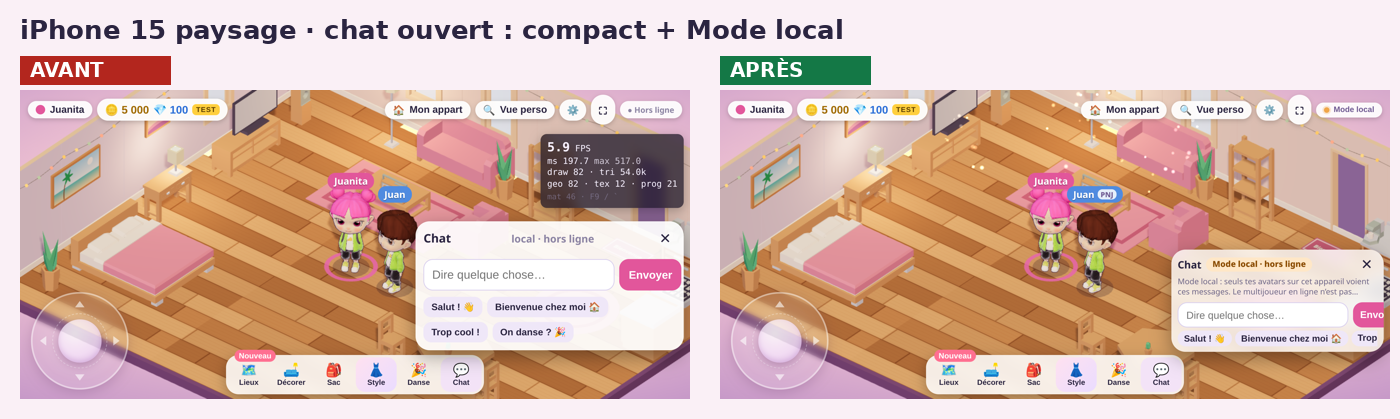 iPhone 15 paysage · chat ouvert : compact + Mode local
AVANT
Juanita
5 000 100 TEST
Mon appart
Vue perso
Hors ligne
5.9 FPS
ms 197.7 max 517.0
draw 82 · tri 54.0k
geo 82 · tex 12 · prog 21
mat 46 · F9 /
Juanita
Juan
Chat
local · hors ligne
Dire quelque chose…
Envoyer
Salut ! 👋
Bienvenue chez moi 🏠
Trop cool !
On danse ? 🎉
Nouveau
Lieux
Décorer
Sac
Style
Danse
Chat
APRÈS
Juanita
5 000 100 TEST
Mon appart
Vue perso
Mode local
Juanita
Juan PNJ
Chat
Mode local · hors ligne
Mode local : seuls tes avatars sur cet appareil voient
ces messages. Le multijoueur en ligne n'est pas…
Dire quelque chose…
Envo
Salut ! 👋
Bienvenue chez moi 🏠
Trop
Nouveau
Lieux
Décorer
Sac
Style
Danse
Chat